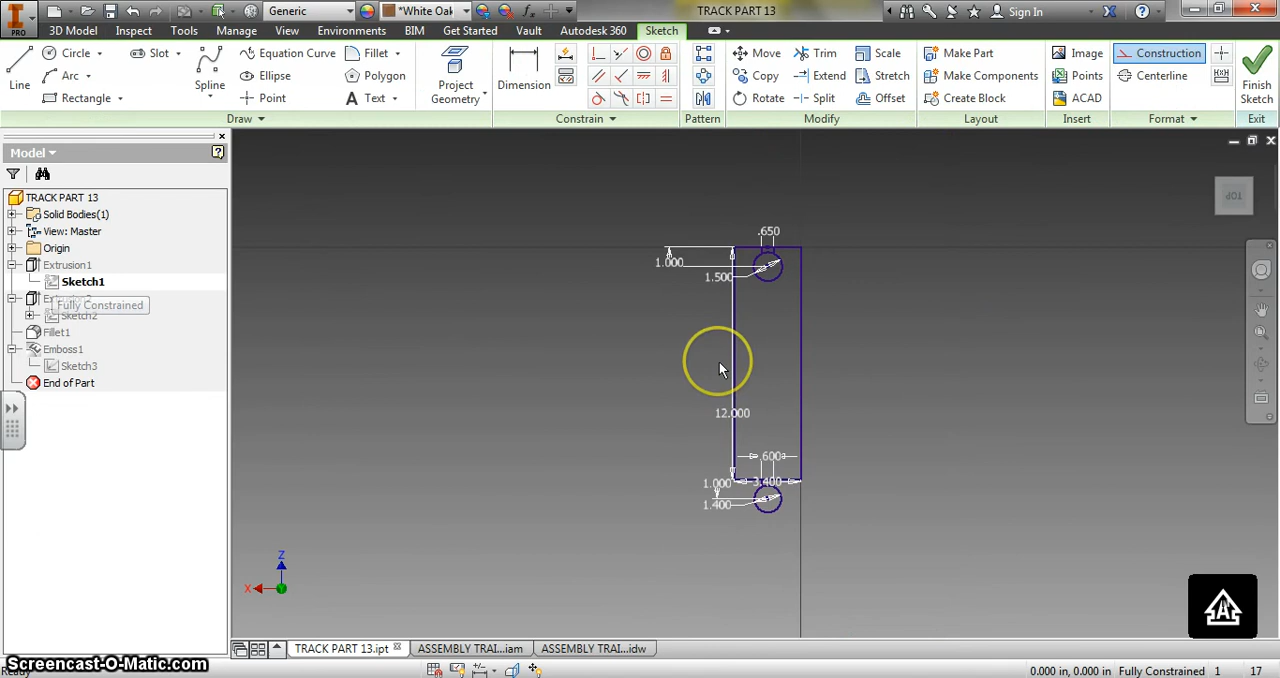 Generic *White Oak TRACK PART 13 Sign In
PRO 3D Model Inspect Tools Manage View Environments BIM Get Started Vault Autodesk 360 Sketch
Circle Slot Equation Curve Fillet Move Trim Scale Make Part Image Construction
Arc Ellipse Polygon Copy Extend Stretch Make Components Points Centerline
Line Spline Dimension Project Geometry Finish Sketch
Rectangle Point Text Rotate Split Offset Create Block ACAD
Draw Constrain Pattern Modify Layout Insert Format Exit
Model
TRACK PART 13
Solid Bodies(1)
View: Master
Origin
Extrusion1
Sketch1
Fully Constrained
Sketch2
Fillet1
Emboss1
Sketch3
End of Part
TOP
.650
1.000
1.500
12.000
.600
1.000
3.400
1.400
Z
X
TRACK PART 13.ipt ASSEMBLY TRAI...iam ASSEMBLY TRAI...idw
Screencast-O-Matic.com
Ready 0.000 in, 0.000 in Fully Constrained 1 17